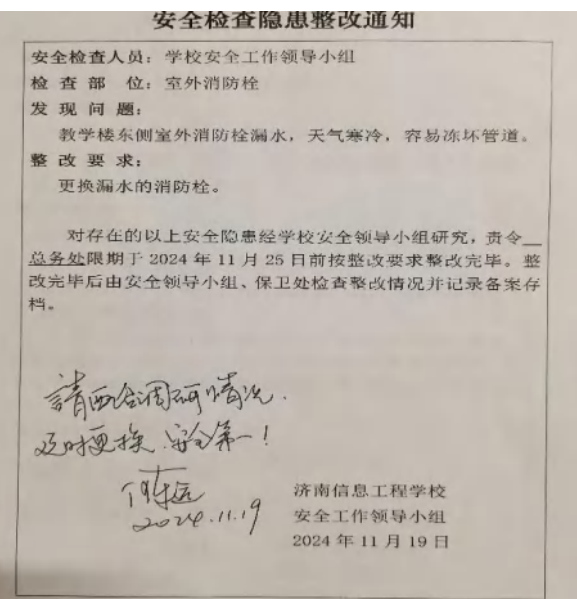 安全检查隐患整改通知
安全检查人员：学校安全工作领导小组
检 查 部 位：室外消防栓
发 现 问 题：
教学楼东侧室外消防栓漏水，天气寒冷，容易冻坏管道。
整 改 要 求：
更换漏水的消防栓。
对存在的以上安全隐患经学校安全领导小组研究，责令__
总务处限期于 2024 年 11 月 25 日前按整改要求整改完毕。整
改完毕后由安全领导小组、保卫处检查整改情况并记录备案存
档。
請西合调研情况.
及时更换.安全第一!
2024.11.19
济南信息工程学校
安全工作领导小组
2024 年 11 月 19 日